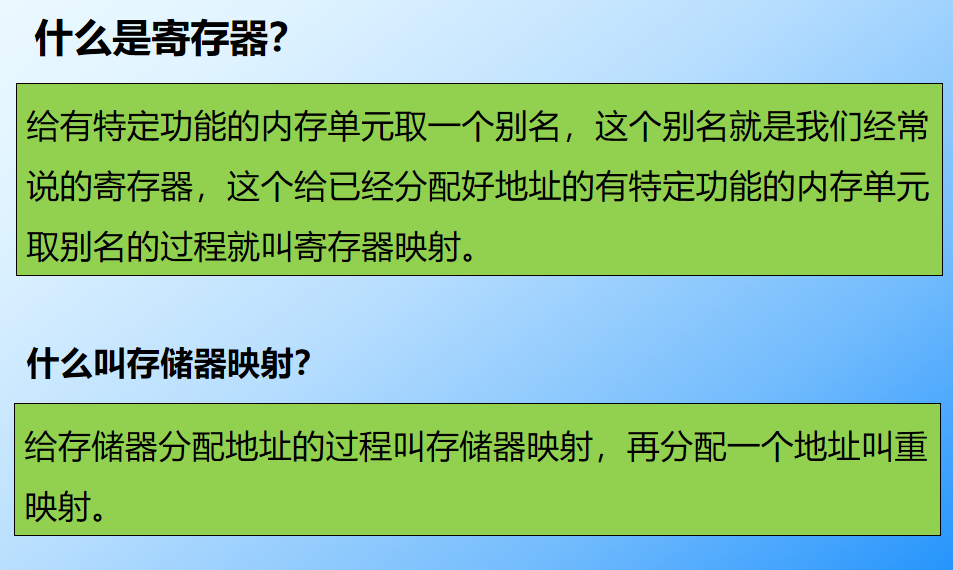 什么是寄存器？
给有特定功能的内存单元取一个别名，这个别名就是我们经常
说的寄存器，这个给已经分配好地址的有特定功能的内存单元
取别名的过程就叫寄存器映射。
什么叫存储器映射？
给存储器分配地址的过程叫存储器映射，再分配一个地址叫重
映射。